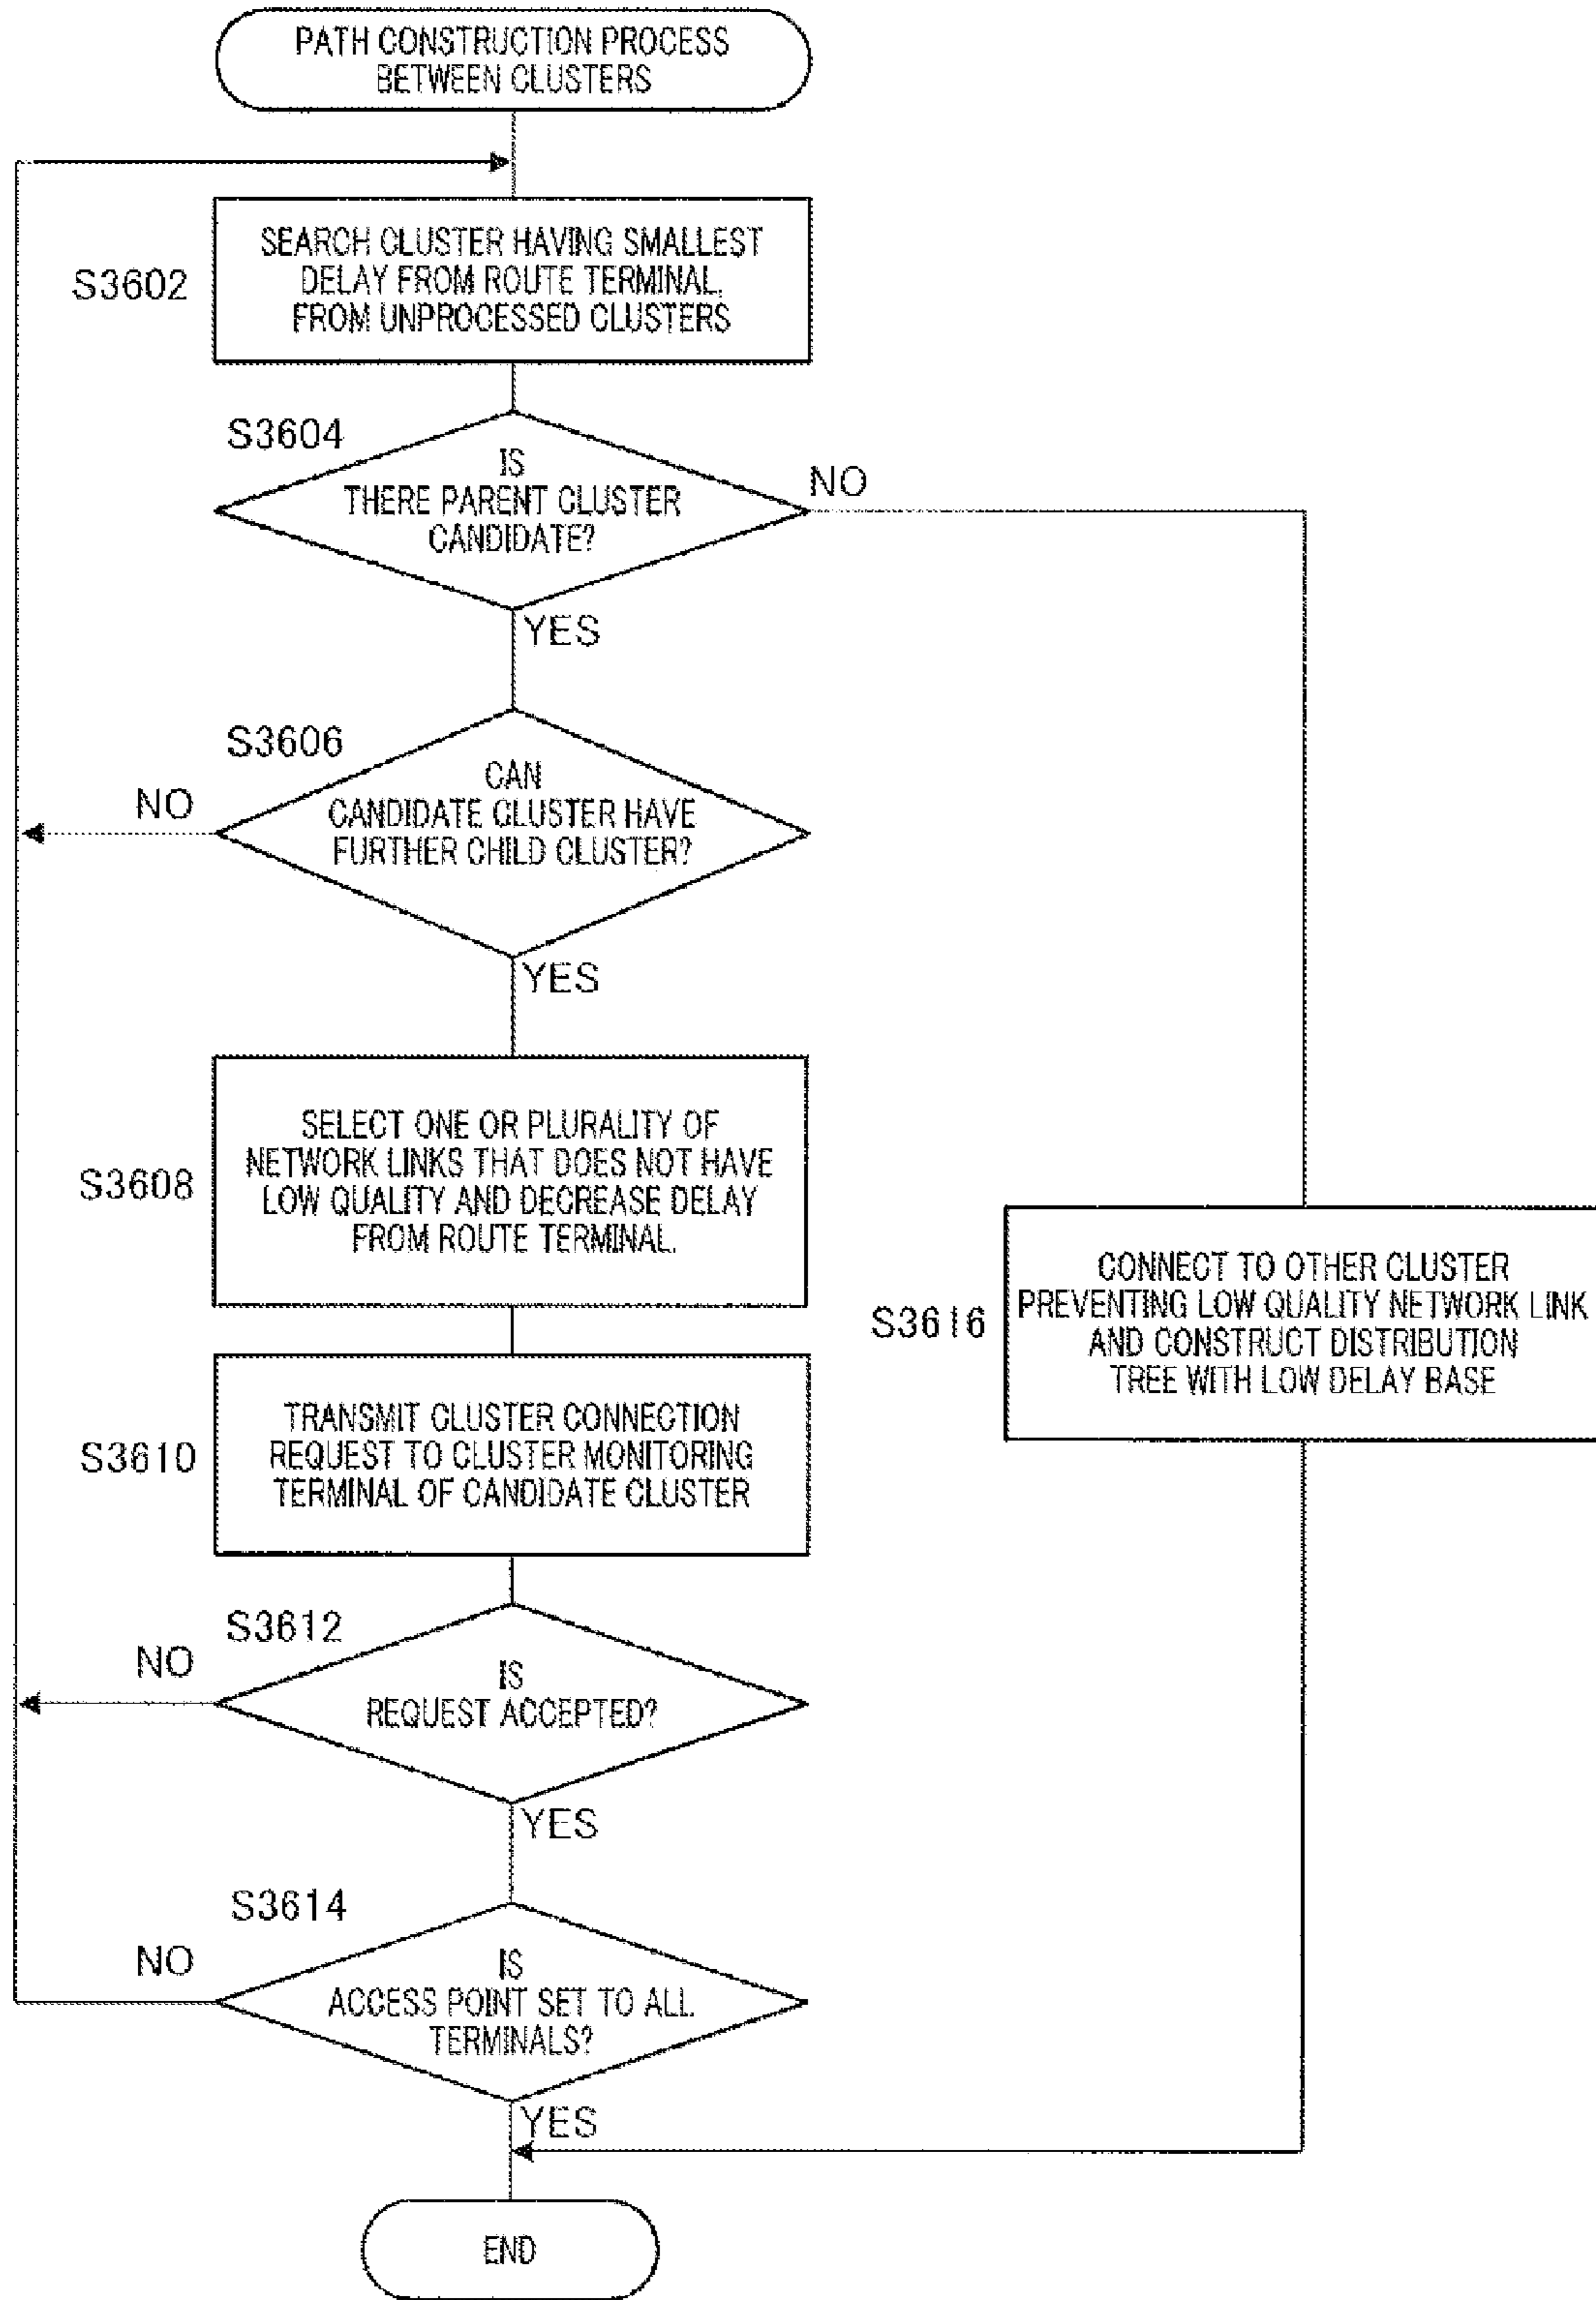 PATH CONSTRUCTION PROCESS
BETWEEN CLUSTERS
S3602
SEARCH CLUSTER HAVING SMALLEST
DELAY FROM ROUTE TERMINAL,
FROM UNPROCESSED CLUSTERS
S3604
IS
THERE PARENT CLUSTER
CANDIDATE?
NO
YES
S3606
CAN
CANDIDATE CLUSTER HAVE
FURTHER CHILD CLUSTER?
NO
YES
S3608
SELECT ONE OR PLURALITY OF
NETWORK LINKS THAT DOES NOT HAVE
LOW QUALITY AND DECREASE DELAY
FROM ROUTE TERMINAL.
S3616
CONNECT TO OTHER CLUSTER
PREVENTING LOW QUALITY NETWORK LINK
AND CONSTRUCT DISTRIBUTION
TREE WITH LOW DELAY BASE
S3610
TRANSMIT CLUSTER CONNECTION
REQUEST TO CLUSTER MONITORING
TERMINAL OF CANDIDATE CLUSTER
S3612
NO
IS
REQUEST ACCEPTED?
YES
S3614
NO
IS
ACCESS POINT SET TO ALL
TERMINALS?
YES
END